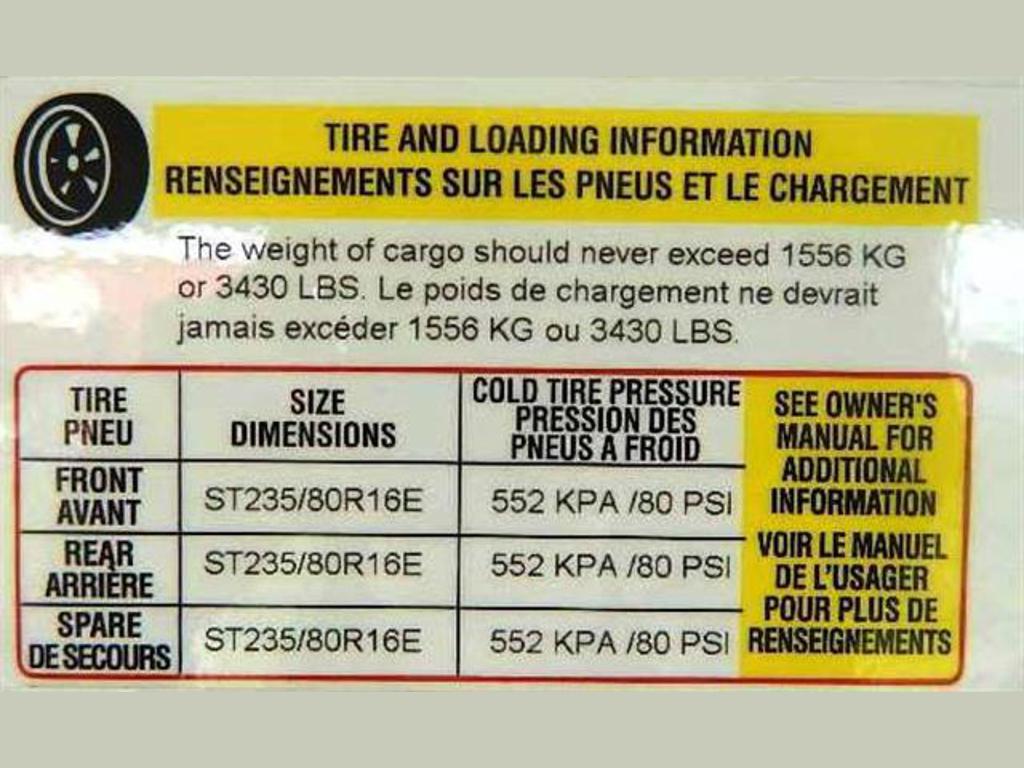 TIRE AND LOADING INFORMATION
RENSEIGNEMENTS SUR LES PNEUS ET LE CHARGEMENT
The weight of cargo should never exceed 1556 KG
or 3430 LBS. Le poids de chargement ne devrait
jamais excéder 1556 KG ou 3430 LBS.
TIRE
PNEU
SIZE
DIMENSIONS
COLD TIRE PRESSURE
PRESSION DES
PNEUS A FROID
FRONT
AVANT
ST235/80R16E
552 KPA /80 PSI
REAR
ARRIÈRE
ST235/80R16E
552 KPA /80 PSI
SPARE
DE SECOURS
ST235/80R16E
552 KPA /80 PSI
SEE OWNER'S
MANUAL FOR
ADDITIONAL
INFORMATION
VOIR LE MANUEL
DE L'USAGER
POUR PLUS DE
RENSEIGNEMENTS